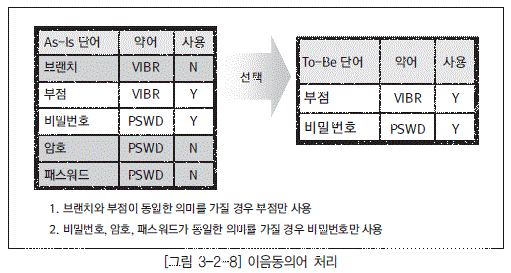 As-Is 단어 약어 사용
브랜치 VIBR N
부점 VIBR Y
비밀번호 PSWD Y
암호 PSWD N
패스워드 PSWD N
선택
To-Be 단어 약어 사용
부점 VIBR Y
비밀번호 PSWD Y
1. 브랜치와 부점이 동일한 의미를 가질 경우 부점만 사용
2. 비밀번호, 암호, 패스워드가 동일한 의미를 가질 경우 비밀번호만 사용
[그림 3-2-8] 이음동의어 처리